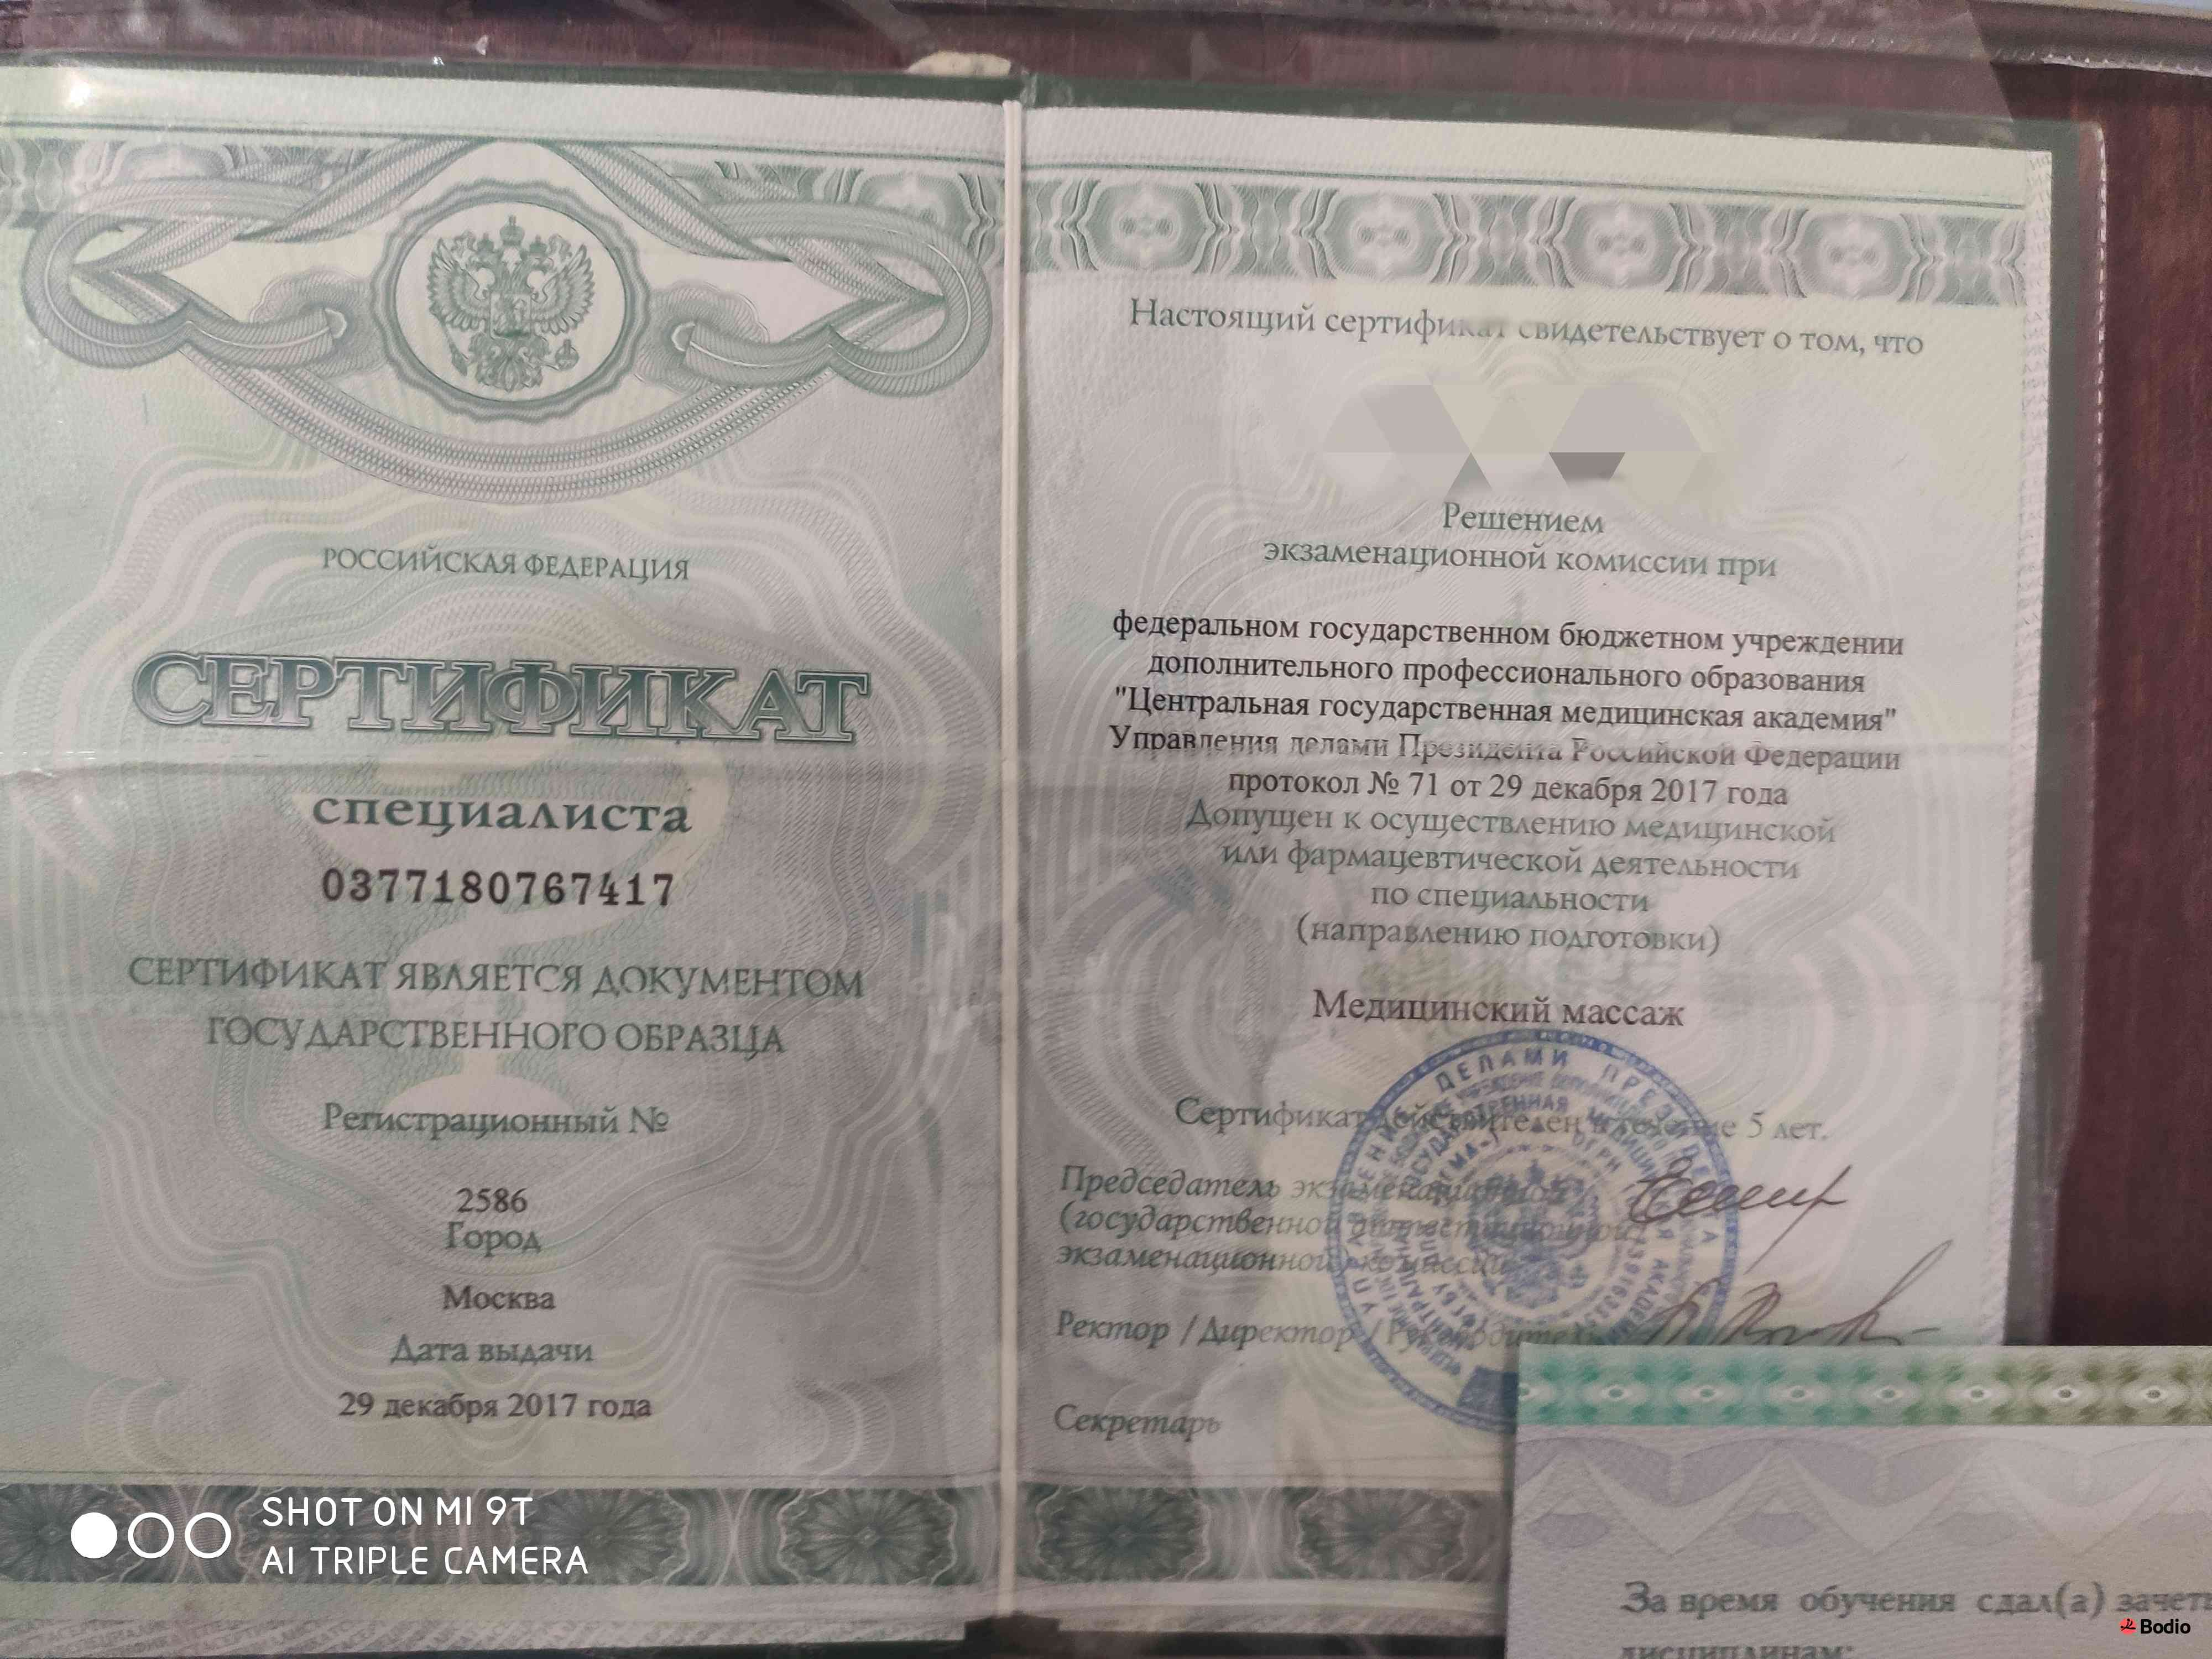 РОССИЙСКАЯ ФЕДЕРАЦИЯ
СЕРТИФИКАТ
специалиста
0377180767417
СЕРТИФИКАТ ЯВЛЯЕТСЯ ДОКУМЕНТОМ
ГОСУДАРСТВЕННОГО ОБРАЗЦА
Регистрационный №
2586
Город
Москва
Дата выдачи
29 декабря 2017 года
Настоящий сертификат свидетельствует о том, что
Решением
экзаменационной комиссии при
федеральном государственном бюджетном учреждении
дополнительного профессионального образования
"Центральная государственная медицинская академия"
Управления делами Президента Российской Федерации
протокол № 71 от 29 декабря 2017 года
Допущен к осуществлению медицинской
или фармацевтической деятельности
по специальности
(направлению подготовки)
Медицинский массаж
Сертификат действителен в течение 5 лет.
Председатель экзаменационной
(государственной аттестационной,
экзаменационной) комиссии
Ректор / Директор / Руководитель
Секретарь
За время обучения сдал(а) зачеты
дисциплинам:
SHOT ON MI 9T
AI TRIPLE CAMERA
Bodio